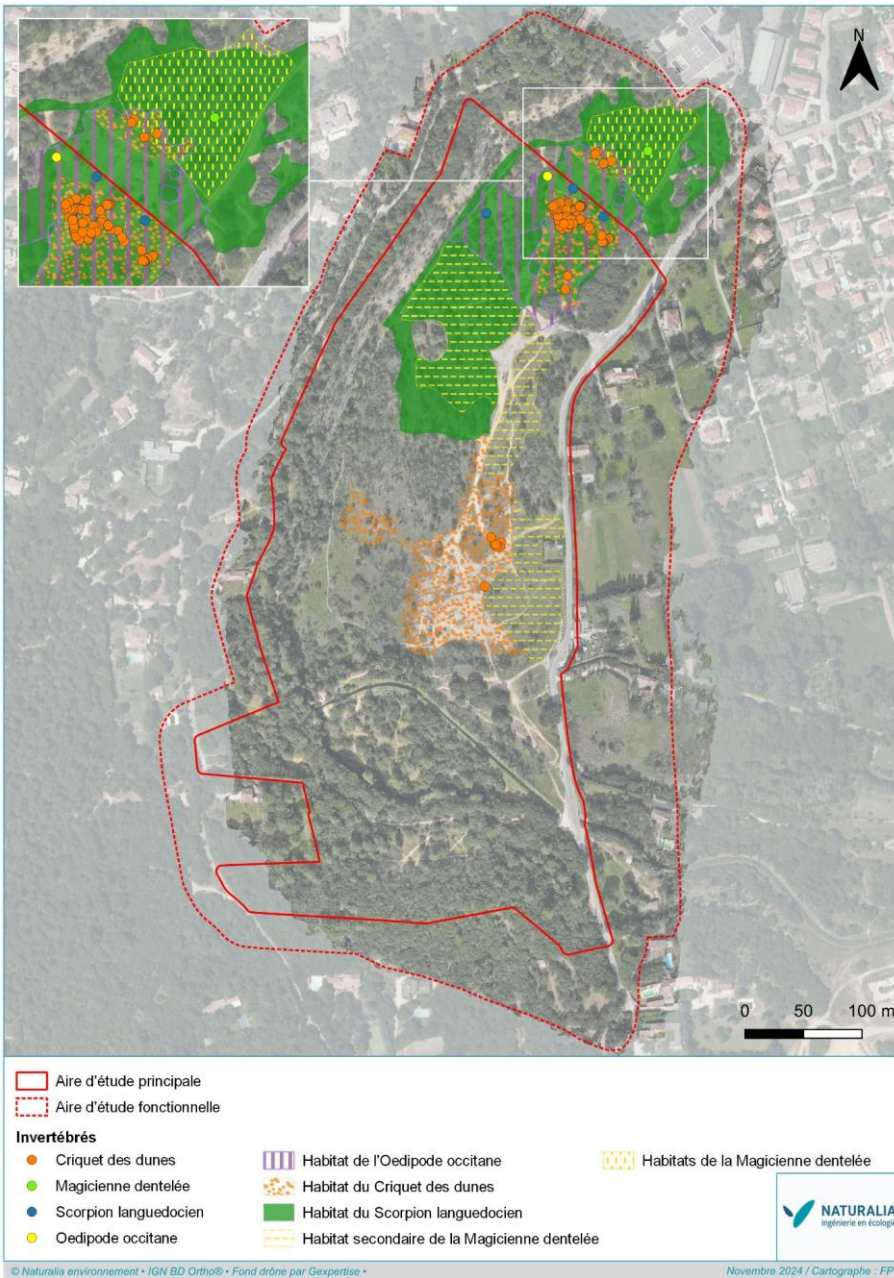 N
0 50 100 m
Aire d'étude principale
Aire d'étude fonctionnelle
Invertébrés
Criquet des dunes
Magicienne dentelée
Scorpion languedocien
Oedipode occitane
Habitat de l'Oedipode occitane
Habitat du Criquet des dunes
Habitat du Scorpion languedocien
Habitat secondaire de la Magicienne dentelée
Habitats de la Magicienne dentelée
NATURALIA
ingénierie en écologie
© Naturalia environnement • IGN BD Ortho® • Fond drône par Gexpertise •
Novembre 2024 / Cartographe : FP